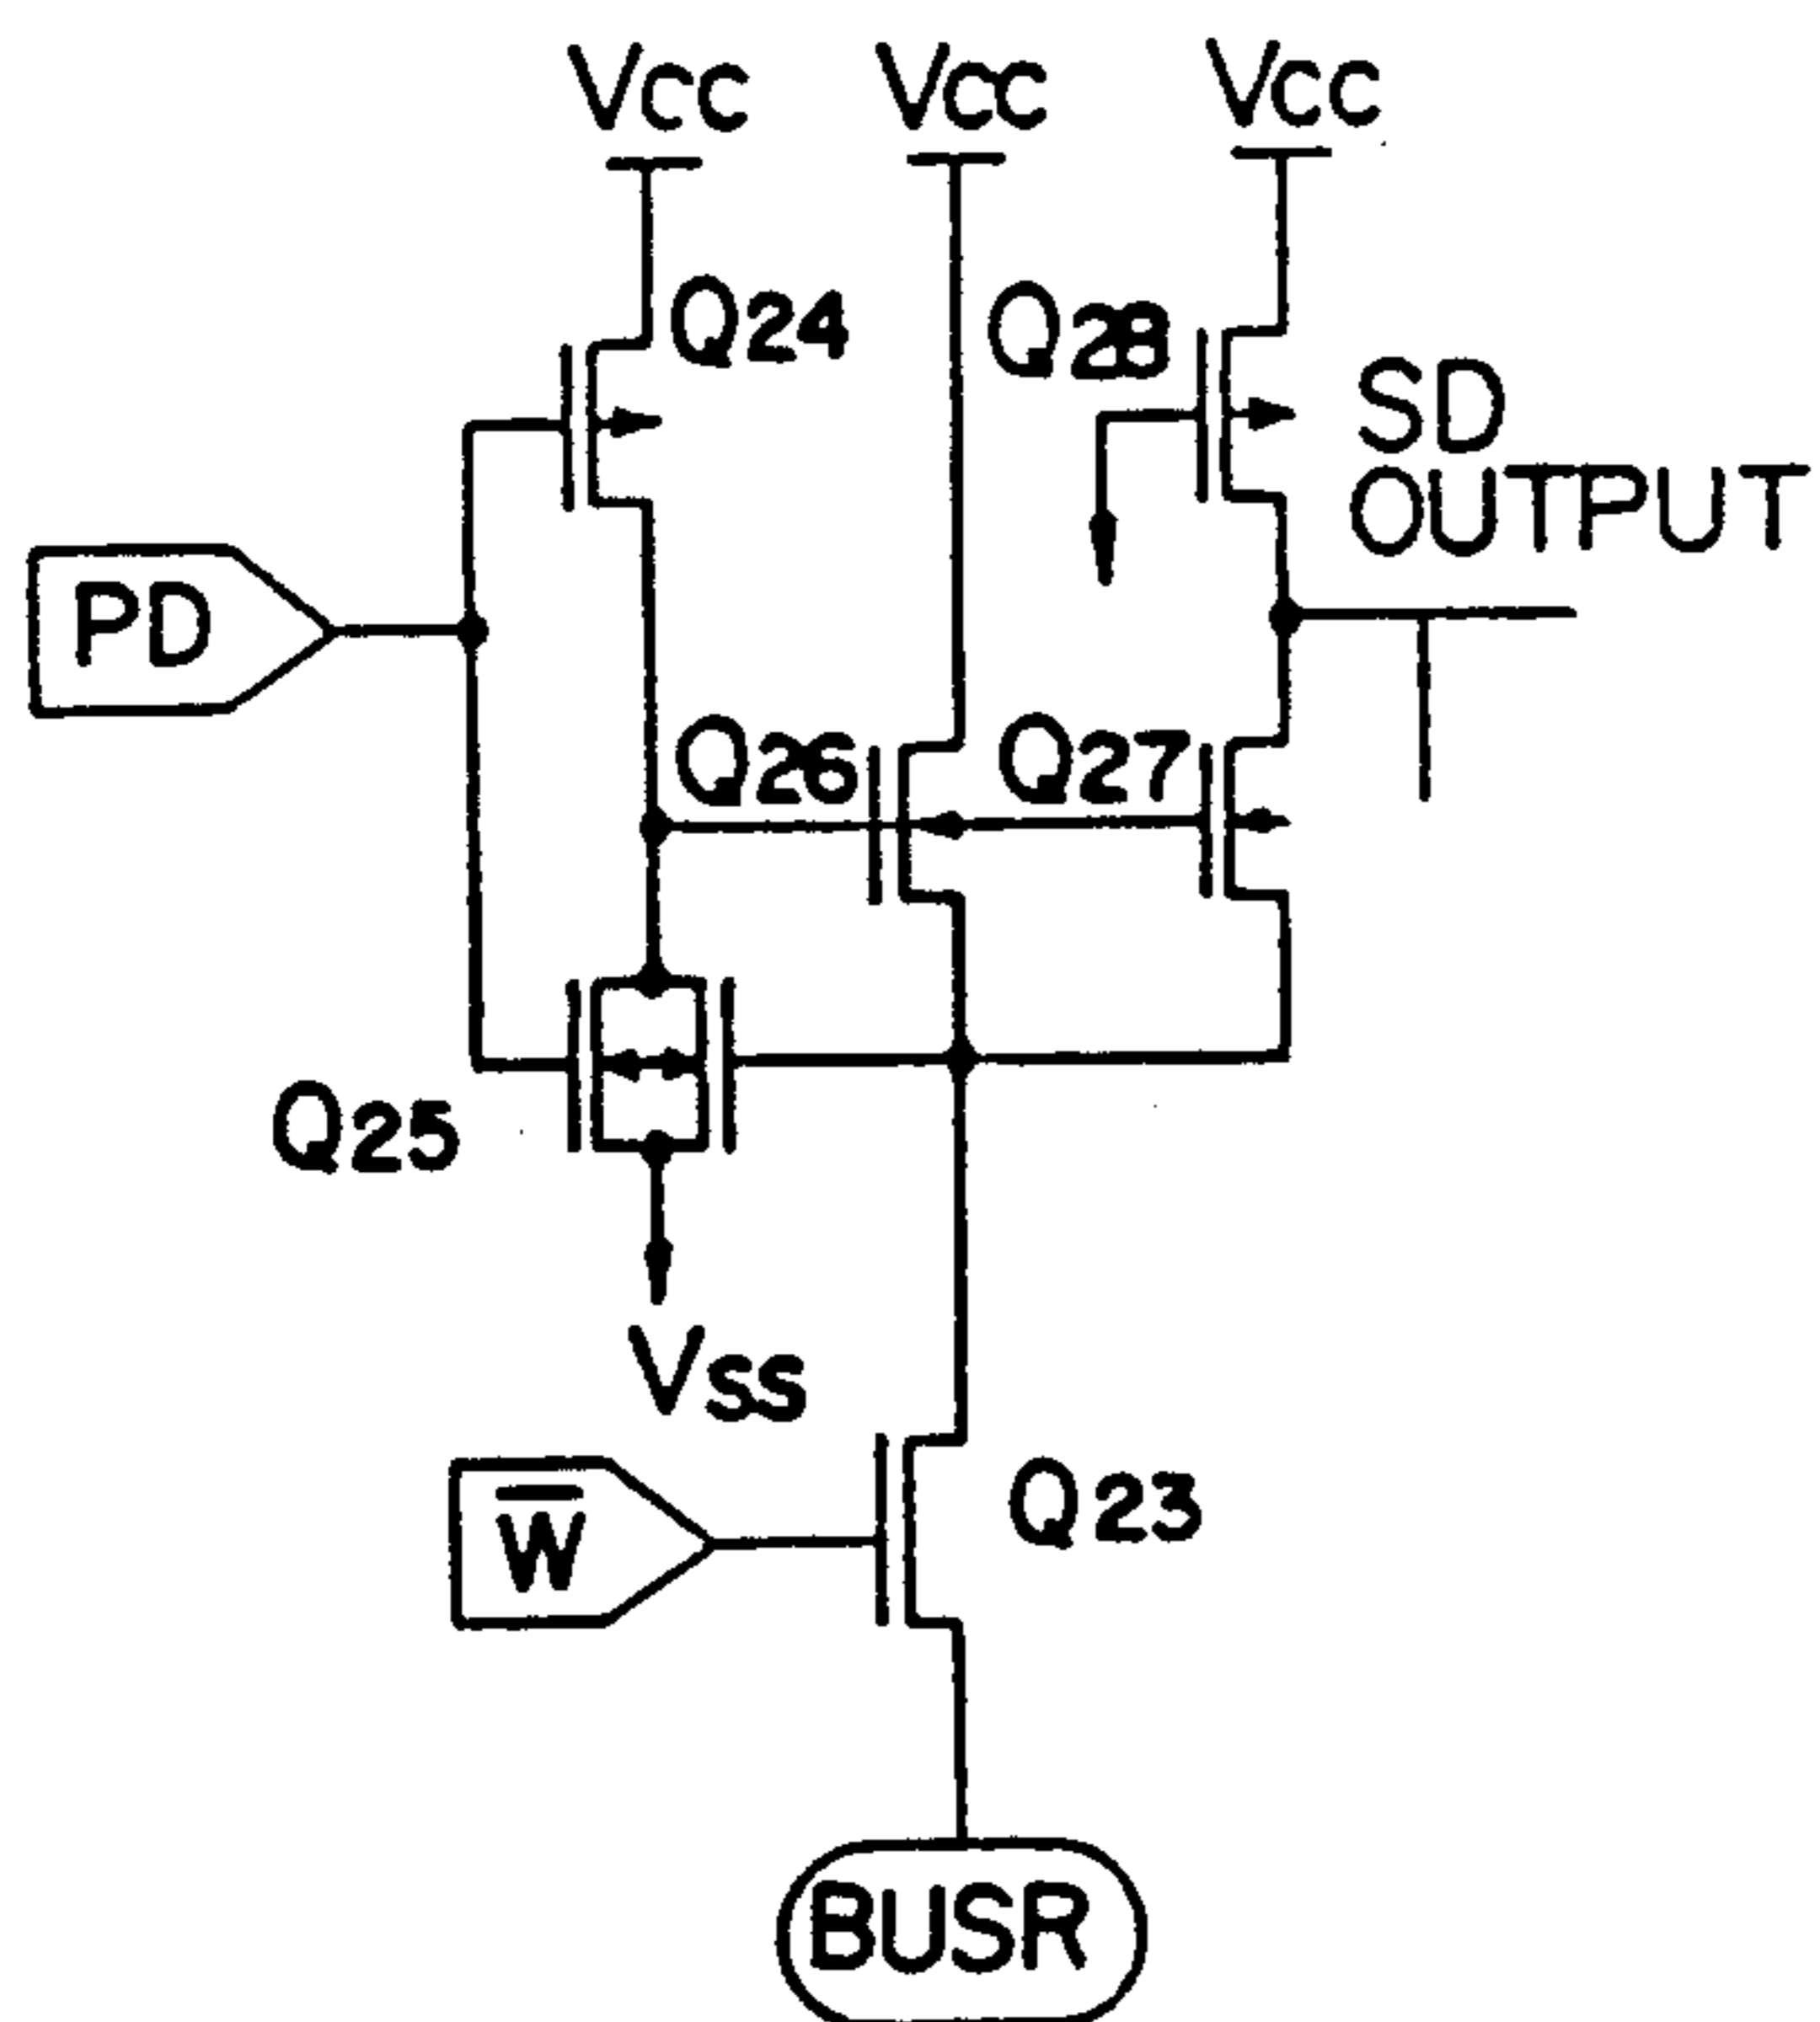 Vcc Vcc Vcc
Q24
Q28
SD
OUTPUT
PD
Q26
Q27
Q25
Vss
W̅
Q23
BUSR